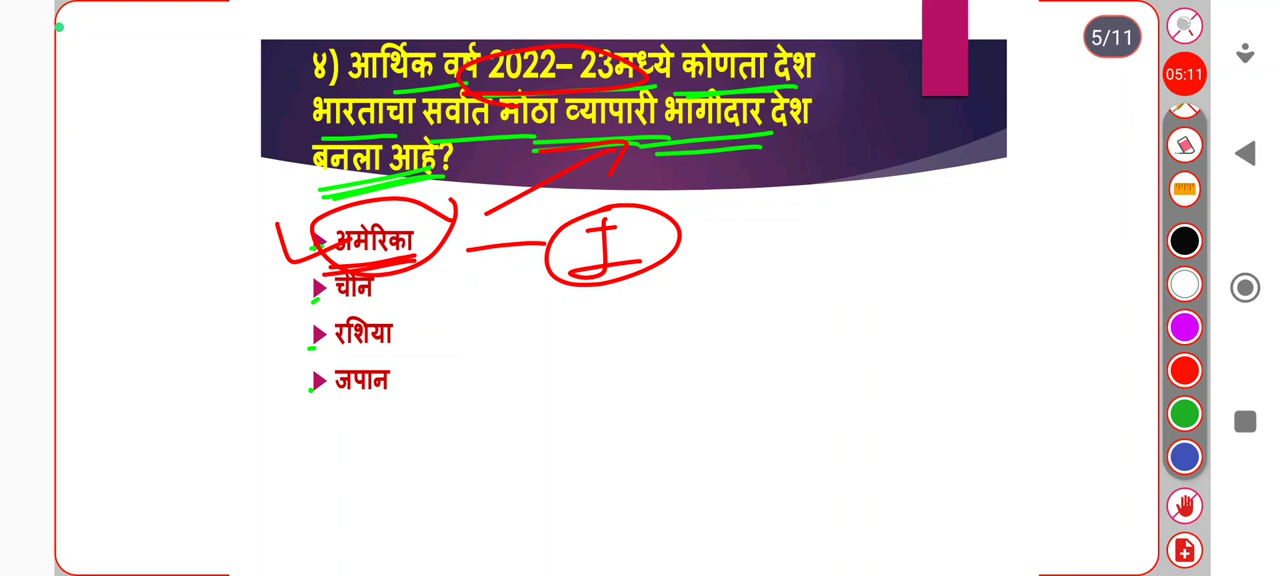 5/11
05:11
४) आर्थिक वर्ष 2022– 23मध्ये कोणता देश
भारताचा सर्वात मोठा व्यापारी भागीदार देश
बनला आहे?
अमेरिका
I
चीन
रशिया
जपान